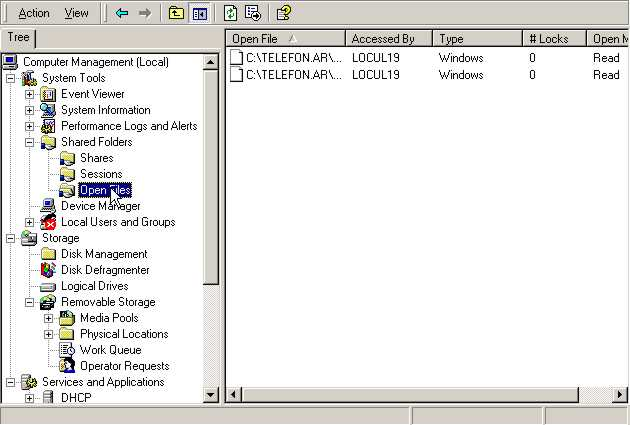 Action View
Tree
Computer Management (Local)
System Tools
Event Viewer
System Information
Performance Logs and Alerts
Shared Folders
Shares
Sessions
Open Files
Device Manager
Local Users and Groups
Storage
Disk Management
Disk Defragmenter
Logical Drives
Removable Storage
Media Pools
Physical Locations
Work Queue
Operator Requests
Services and Applications
DHCP
Open File Accessed By Type # Locks Open M
C:\TELEFON.AR\... LOCUL19 Windows 0 Read
C:\TELEFON.AR\... LOCUL19 Windows 0 Read